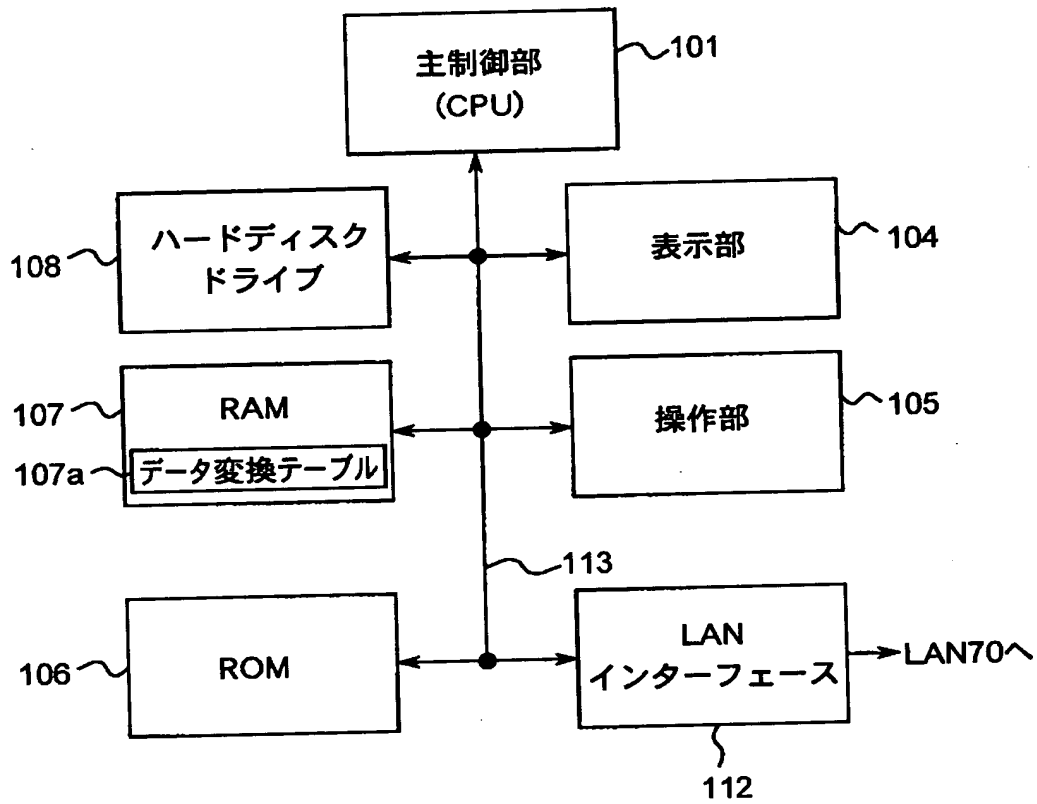 主制御部
(CPU)
101
ハードディスク
ドライブ
108
表示部
104
RAM
107
データ変換テーブル
107a
操作部
105
113
ROM
106
LAN
インターフェース
LAN70へ
112